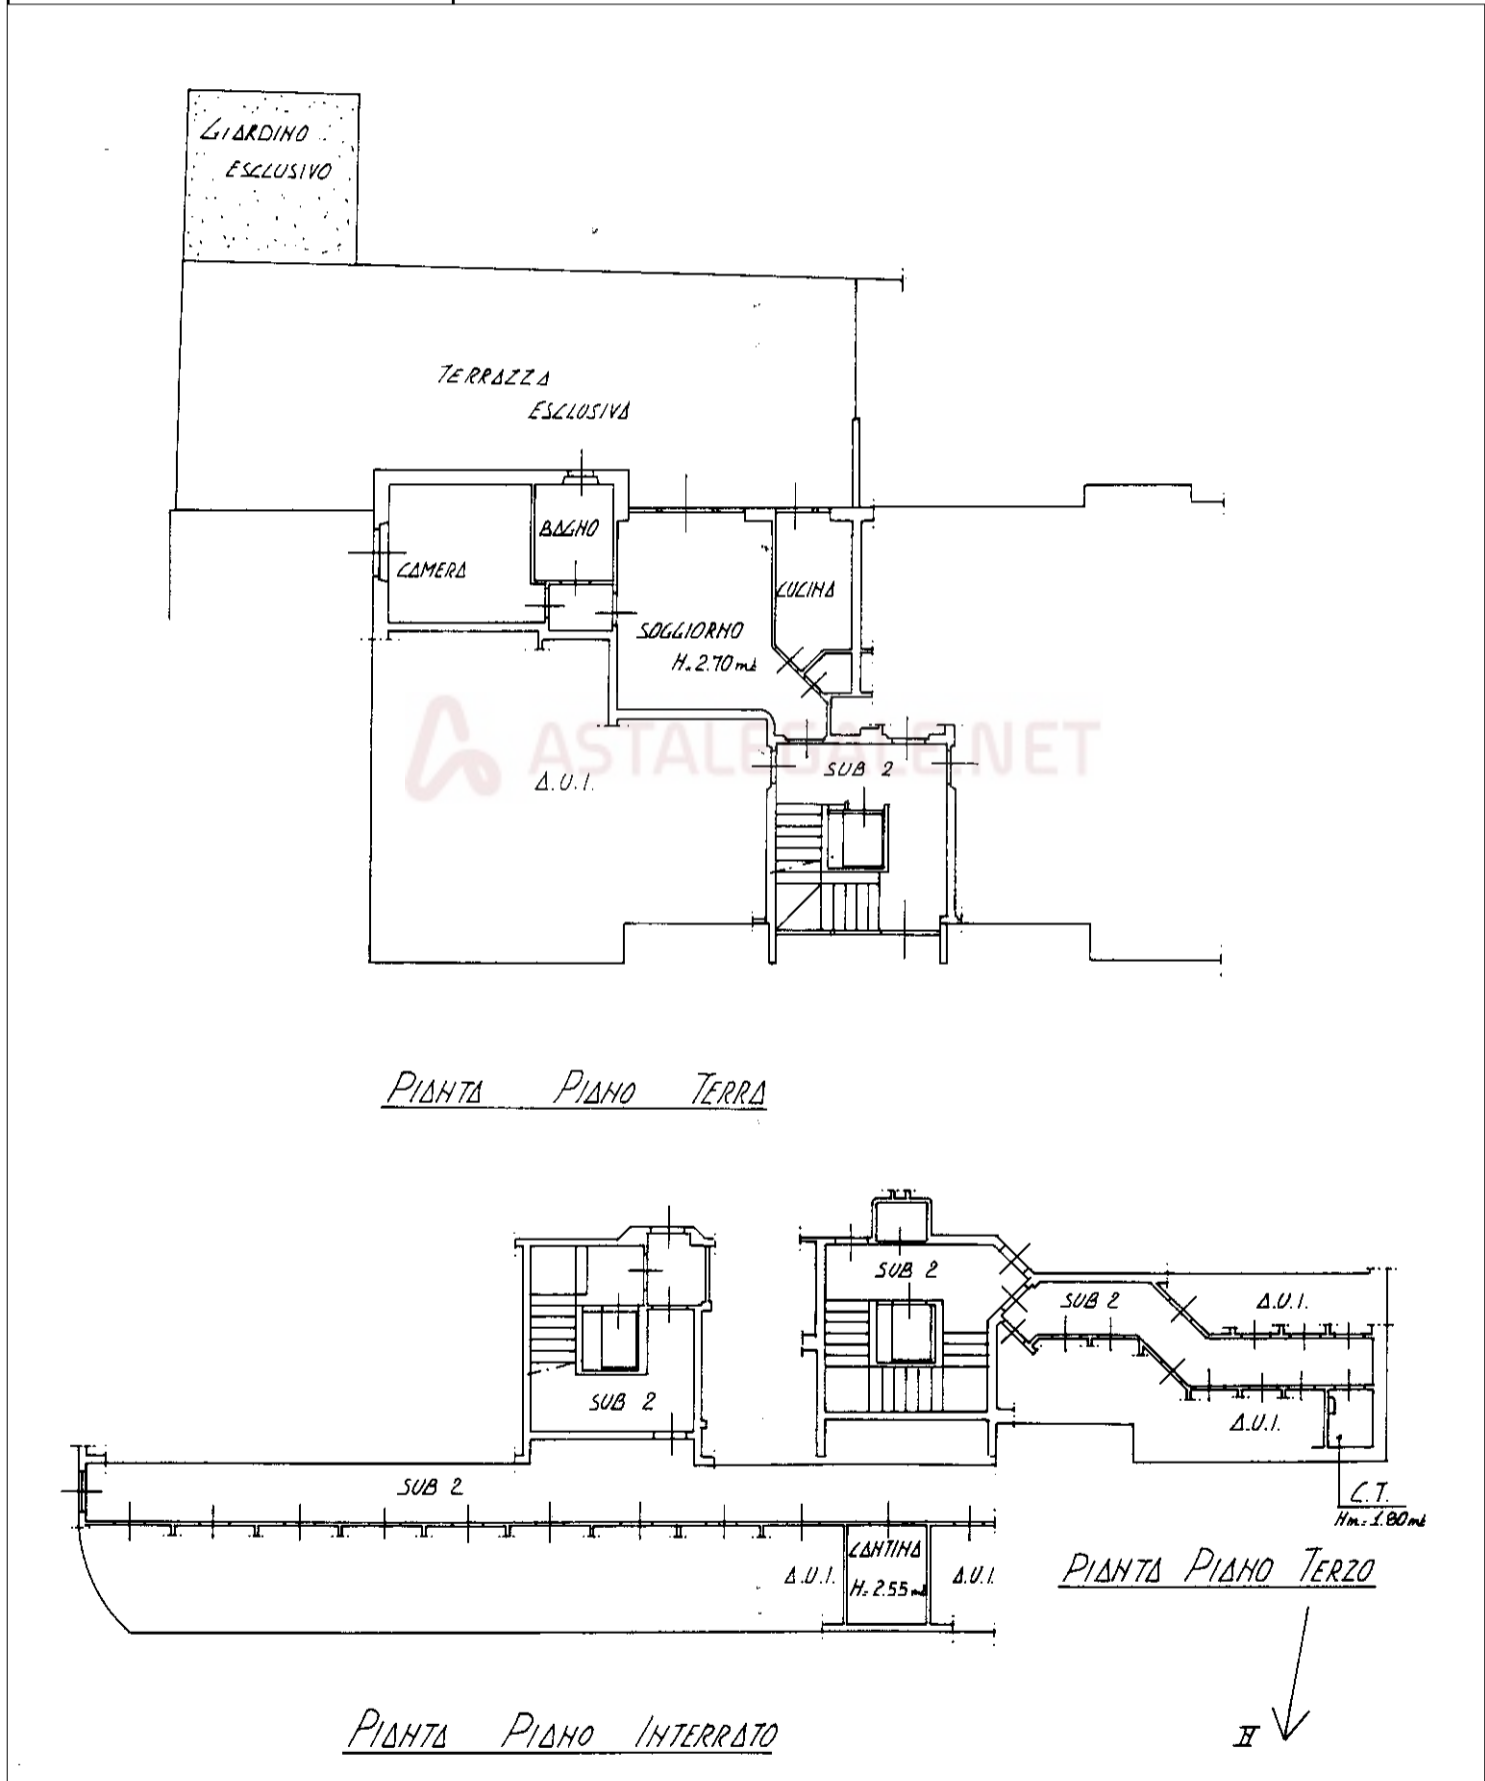 GIARDINO
ESCLUSIVO
TERRAZZA
ESCLUSIVA
BAGNO
CAMERA
CUCINA
SOGGIORNO
H=2.70 mt
ASTALEGALE.NET
SUB 2
A.U.I.
PIANTA PIANO TERRA
SUB 2
SUB 2
A.U.I.
SUB 2
A.U.I.
SUB 2
C.T.
Hm=1.80 mt
CANTINA
A.U.I.
H=2.55 mt
A.U.I.
PIANTA PIANO TERZO
PIANTA PIANO INTERRATO
N